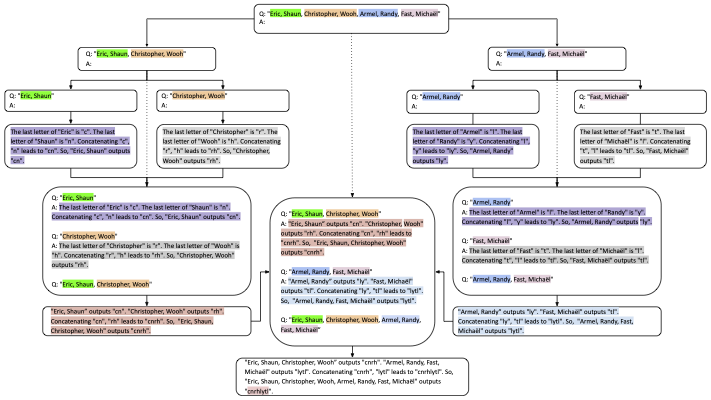 Q: "Eric, Shaun, Christopher, Wooh, Armel, Randy, Fast, Michaël"
A:
Q: "Eric, Shaun, Christopher, Wooh"
A:
Q: "Armel, Randy, Fast, Michaël"
A:
Q: "Eric, Shaun"
A:
Q: "Christopher, Wooh"
A:
Q: "Armel, Randy"
A:
Q: "Fast, Michaël"
A:
The last letter of "Eric" is "c". The last
letter of "Shaun" is "n". Concatenating "c",
"n" leads to "cn". So, "Eric, Shaun" outputs
"cn".
The last letter of "Christopher" is "r". The
last letter of "Wooh" is "h". Concatenating
"r", "h" leads to "rh". So, "Christopher,
Wooh" outputs "rh".
The last letter of "Armel" is "l". The last
letter of "Randy" is "y". Concatenating "l",
"y" leads to "ly". So, "Armel, Randy"
outputs "ly".
The last letter of "Fast" is "t". The last
letter of "Michaël" is "l". Concatenating
"t", "l" leads to "tl". So, "Fast, Michaël"
outputs "tl".
Q: "Eric, Shaun"
A: The last letter of "Eric" is "c". The last letter of "Shaun" is "n".
Concatenating "c", "n" leads to "cn". So, "Eric, Shaun" outputs "cn".
Q: "Christopher, Wooh"
A: The last letter of "Christopher" is "r". The last letter of "Wooh" is
"h". Concatenating "r", "h" leads to "rh". So, "Christopher, Wooh"
outputs "rh".
Q: "Eric, Shaun, Christopher, Wooh"
Q: "Eric, Shaun, Christopher, Wooh"
A: "Eric, Shaun" outputs "cn". "Christopher, Wooh"
outputs "rh". Concatenating "cn", "rh" leads to
"cnrh". So, "Eric, Shaun, Christopher, Wooh" outputs
"cnrh".
Q: "Armel, Randy, Fast, Michaël"
A: "Armel, Randy" outputs "ly". "Fast, Michaël"
outputs "tl". Concatenating "ly", "tl" leads to "lytl".
So, "Armel, Randy, Fast, Michaël" outputs "lytl".
Q: "Eric, Shaun, Christopher, Wooh, Armel, Randy,
Fast, Michaël"
Q: "Armel, Randy"
A: The last letter of "Armel" is "l". The last letter of "Randy" is "y".
Concatenating "l", "y" leads to "ly". So, "Armel, Randy" outputs "ly".
Q: "Fast, Michaël"
A: The last letter of "Fast" is "t". The last letter of "Michaël" is "l".
Concatenating "t", "l" leads to "tl". So, "Fast, Michaël" outputs "tl".
Q: "Armel, Randy, Fast, Michaël"
"Eric, Shaun" outputs "cn". "Christopher, Wooh" outputs "rh".
Concatenating "cn", "rh" leads to "cnrh". So, "Eric, Shaun,
Christopher, Wooh" outputs "cnrh".
"Armel, Randy" outputs "ly". "Fast, Michaël" outputs "tl".
Concatenating "ly", "tl" leads to "lytl". So, "Armel, Randy, Fast,
Michaël" outputs "lytl".
"Eric, Shaun, Christopher, Wooh" outputs "cnrh". "Armel, Randy, Fast,
Michaël" outputs "lytl". Concatenating "cnrh", "lytl" leads to "cnrhlytl". So,
"Eric, Shaun, Christopher, Wooh, Armel, Randy, Fast, Michaël" outputs
"cnrhlytl".